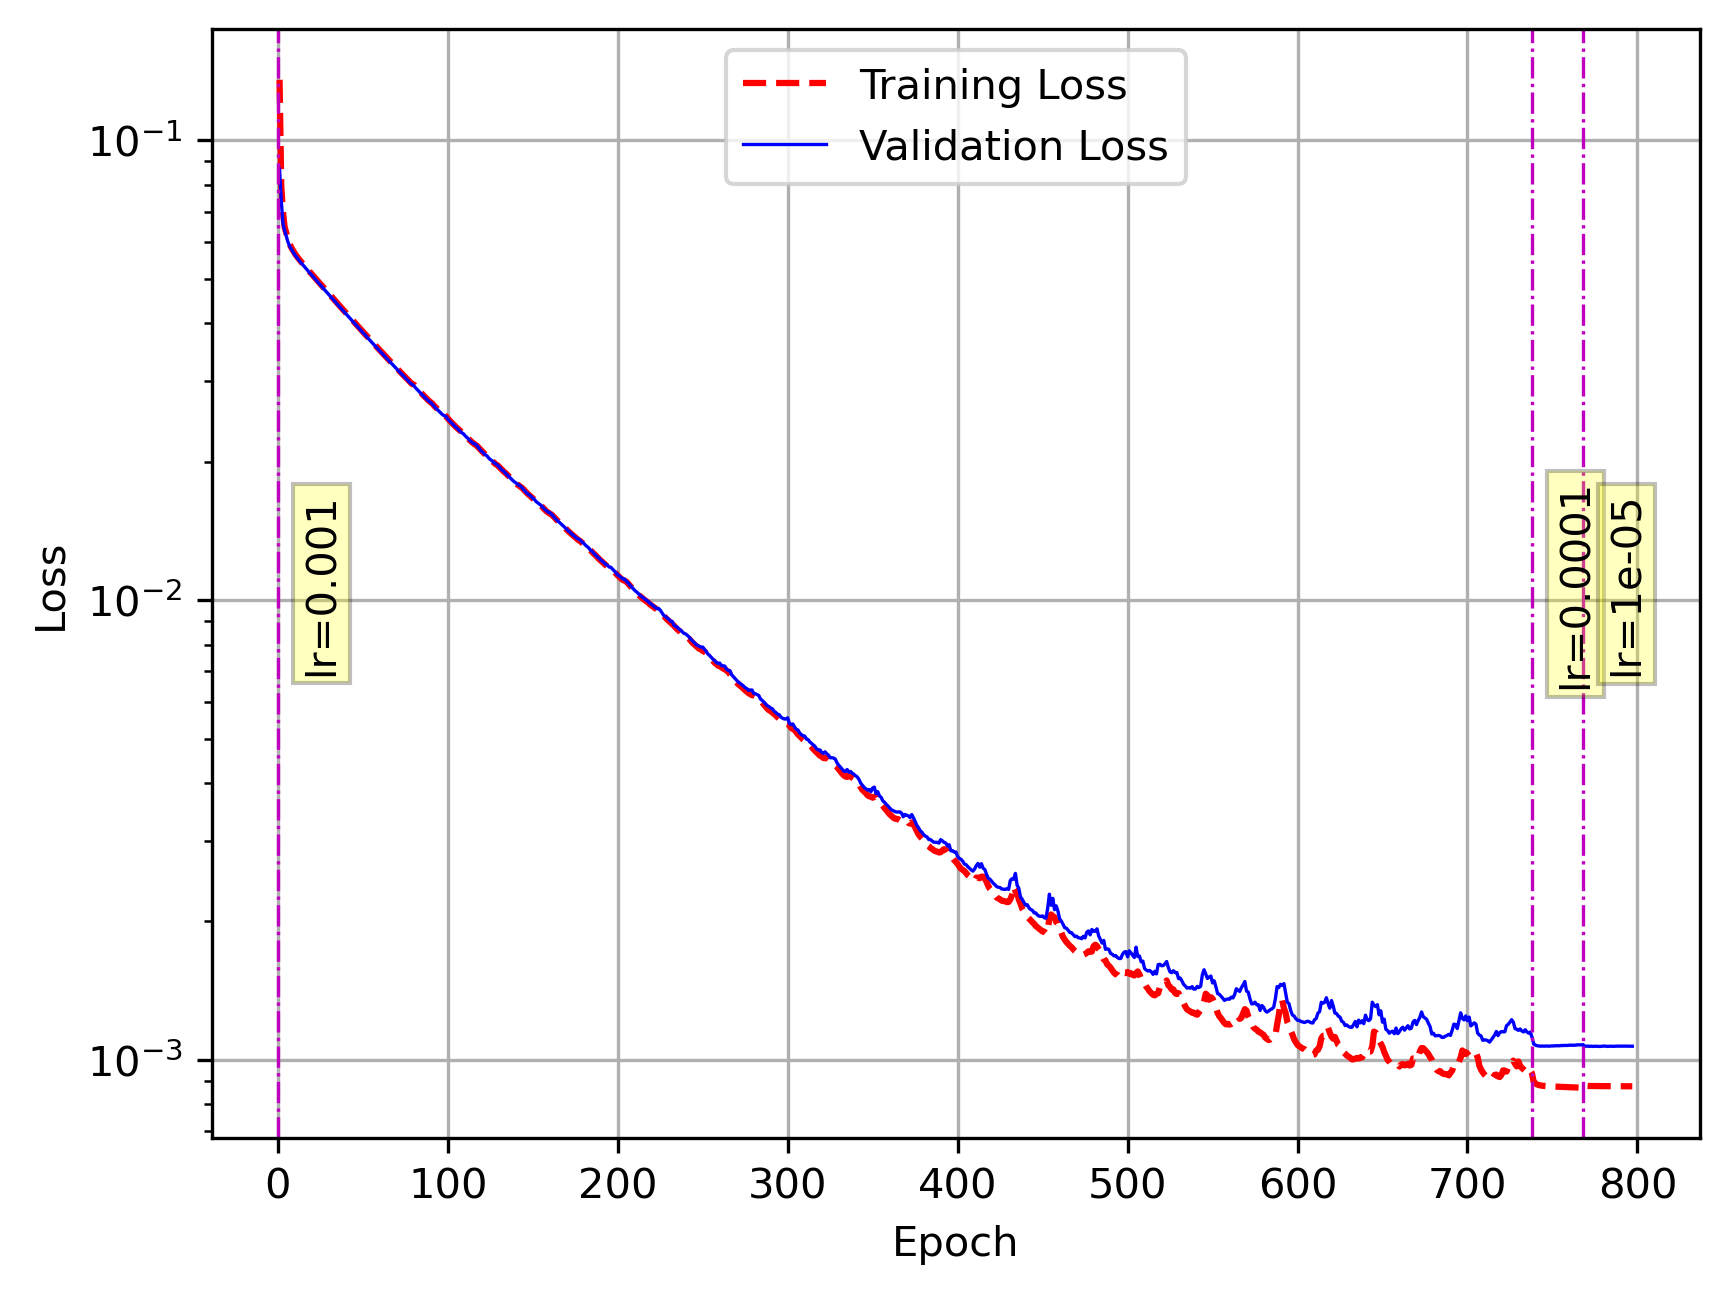 Training Loss
Validation Loss
10⁻¹
10⁻²
10⁻³
Loss
lr=0.001
lr=0.0001
lr=1e-05
0 100 200 300 400 500 600 700 800
Epoch